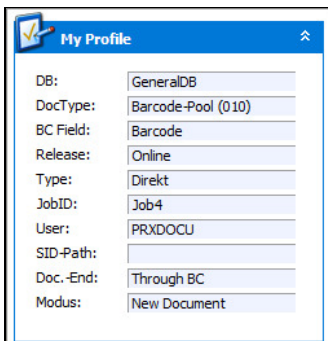 My Profile
DB: GeneralDB
DocType: Barcode-Pool (010)
BC Field: Barcode
Release: Online
Type: Direkt
JobID: Job4
User: PRXDOCU
SID-Path:
Doc.-End: Through BC
Modus: New Document